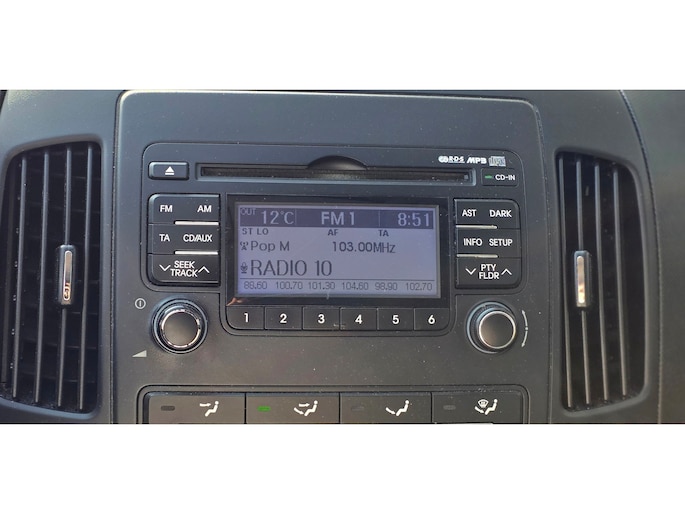 R·D·S MP3
CD-IN
FM AM
TA CD/AUX
SEEK
TRACK
OUT 12°C FM 1 8:51
ST LO AF TA
Pop M 103.00MHz
RADIO 10
88.60 100.70 101.30 104.60 98.90 102.70
AST DARK
INFO SETUP
PTY
FLDR
1 2 3 4 5 6